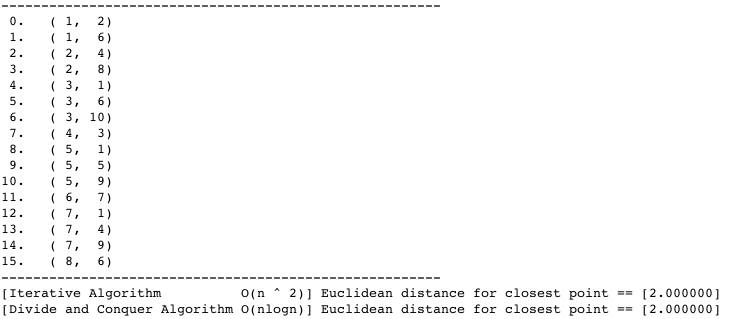 -------------------------------------------------------
 0.   ( 1,  2)
 1.   ( 1,  6)
 2.   ( 2,  4)
 3.   ( 2,  8)
 4.   ( 3,  1)
 5.   ( 3,  6)
 6.   ( 3, 10)
 7.   ( 4,  3)
 8.   ( 5,  1)
 9.   ( 5,  5)
10.   ( 5,  9)
11.   ( 6,  7)
12.   ( 7,  1)
13.   ( 7,  4)
14.   ( 7,  9)
15.   ( 8,  6)
-------------------------------------------------------
[Iterative Algorithm          O(n ^ 2)] Euclidean distance for closest point == [2.000000]
[Divide and Conquer Algorithm O(nlogn)] Euclidean distance for closest point == [2.000000]